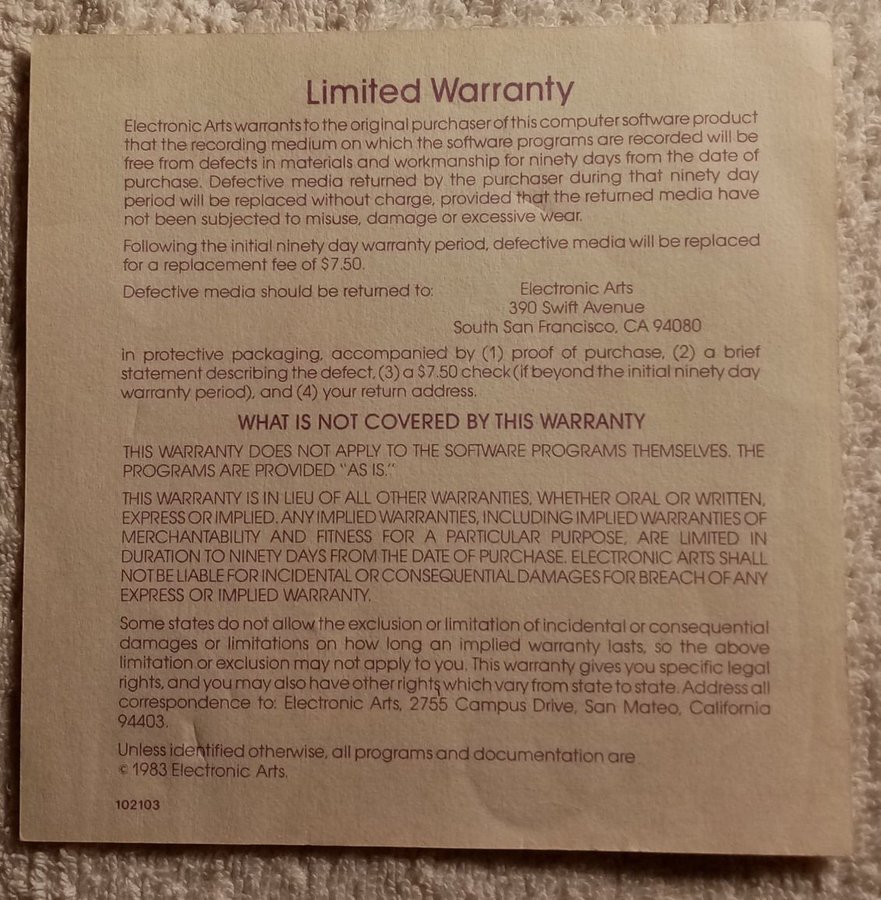 Limited Warranty
Electronic Arts warrants to the original purchaser of this computer software product
that the recording medium on which the software programs are recorded will be
free from defects in materials and workmanship for ninety days from the date of
purchase. Defective media returned by the purchaser during that ninety day
period will be replaced without charge, provided that the returned media have
not been subjected to misuse, damage or excessive wear.
Following the initial ninety day warranty period, defective media will be replaced
for a replacement fee of $7.50.
Defective media should be returned to: Electronic Arts
390 Swift Avenue
South San Francisco, CA 94080
in protective packaging, accompanied by (1) proof of purchase, (2) a brief
statement describing the defect, (3) a $7.50 check (if beyond the initial ninety day
warranty period), and (4) your return address.
WHAT IS NOT COVERED BY THIS WARRANTY
THIS WARRANTY DOES NOT APPLY TO THE SOFTWARE PROGRAMS THEMSELVES. THE
PROGRAMS ARE PROVIDED "AS IS."
THIS WARRANTY IS IN LIEU OF ALL OTHER WARRANTIES, WHETHER ORAL OR WRITTEN,
EXPRESS OR IMPLIED. ANY IMPLIED WARRANTIES, INCLUDING IMPLIED WARRANTIES OF
MERCHANTABILITY AND FITNESS FOR A PARTICULAR PURPOSE, ARE LIMITED IN
DURATION TO NINETY DAYS FROM THE DATE OF PURCHASE. ELECTRONIC ARTS SHALL
NOT BE LIABLE FOR INCIDENTAL OR CONSEQUENTIAL DAMAGES FOR BREACH OF ANY
EXPRESS OR IMPLIED WARRANTY.
Some states do not allow the exclusion or limitation of incidental or consequential
damages or limitations on how long an implied warranty lasts, so the above
limitation or exclusion may not apply to you. This warranty gives you specific legal
rights, and you may also have other rights which vary from state to state. Address all
correspondence to: Electronic Arts, 2755 Campus Drive, San Mateo, California
94403.
Unless identified otherwise, all programs and documentation are
© 1983 Electronic Arts.
102103